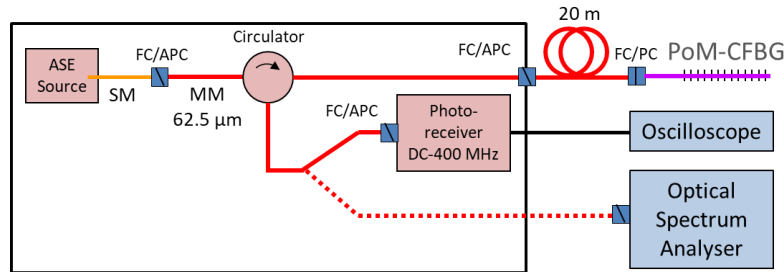 ASE
Source
SM
FC/APC
MM
62.5 µm
Circulator
FC/APC
Photo-
receiver
DC-400 MHz
FC/APC
20 m
FC/PC
PoM-CFBG
Oscilloscope
Optical
Spectrum
Analyser